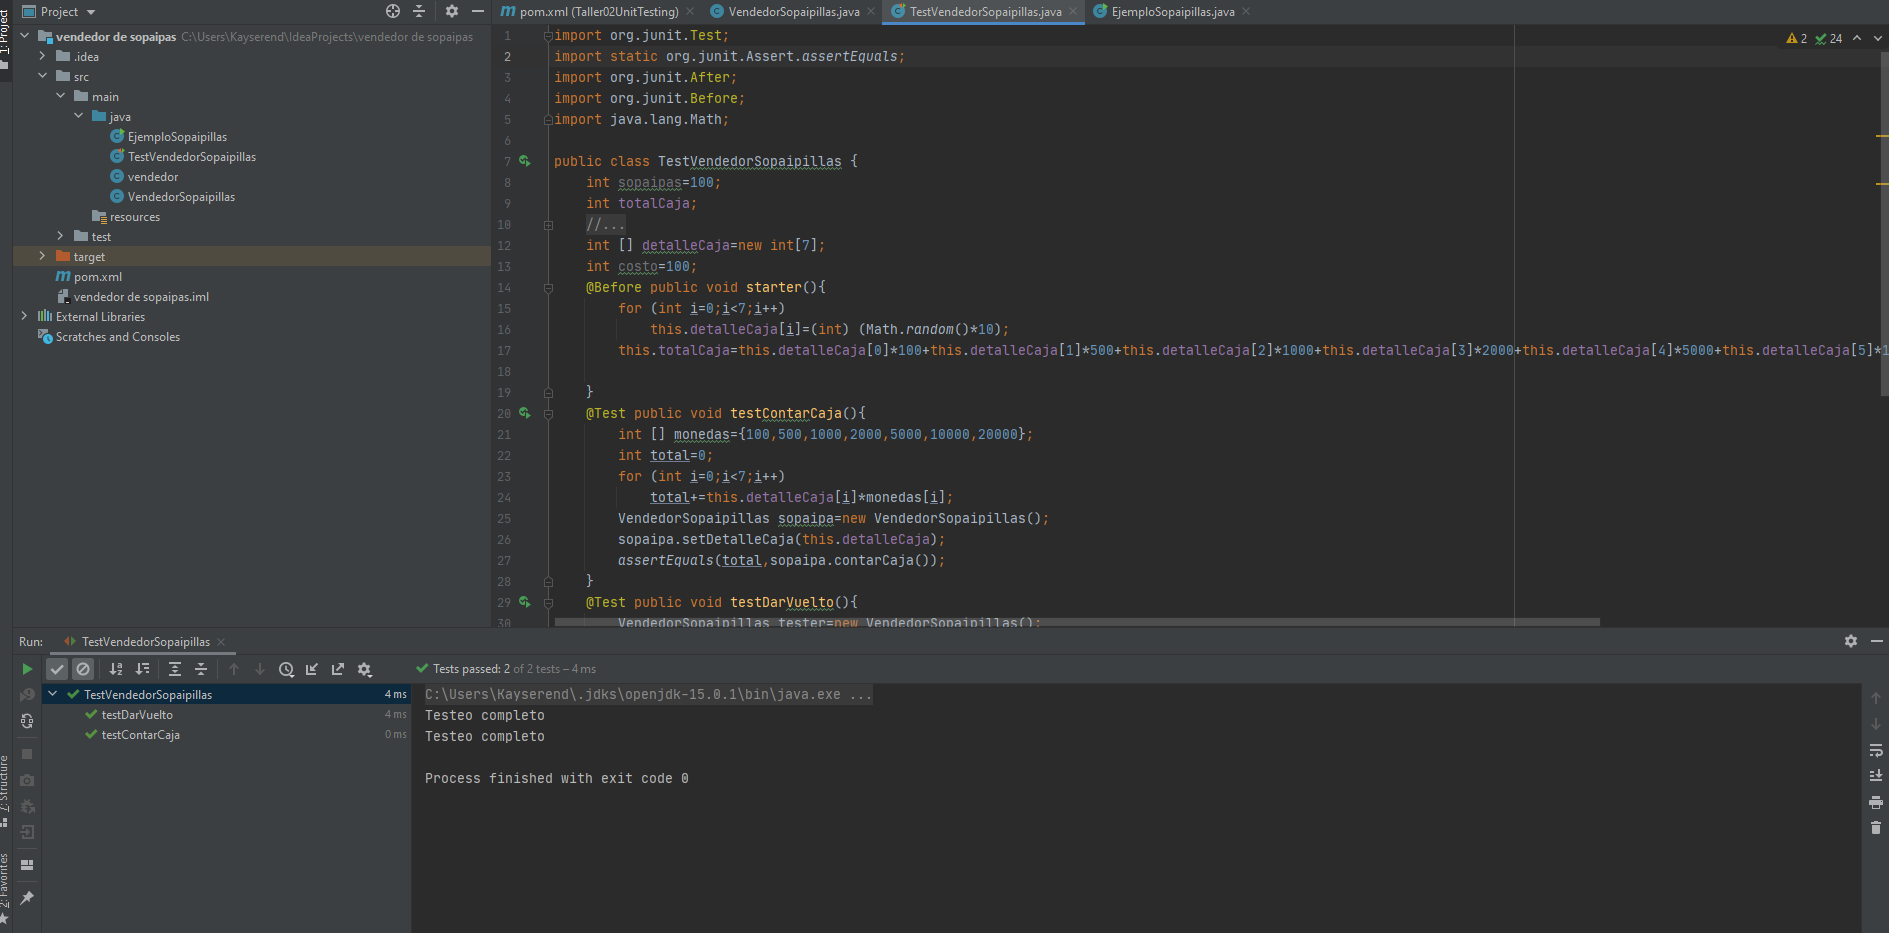 Project
pom.xml (Taller02UnitTesting)
VendedorSopaipillas.java
TestVendedorSopaipillas.java
EjemploSopaipillas.java
1: Project
vendedor de sopaipas C:\Users\Kayserend\IdeaProjects\vendedor de sopaipas
.idea
src
main
java
EjemploSopaipillas
TestVendedorSopaipillas
vendedor
VendedorSopaipillas
resources
test
target
pom.xml
vendedor de sopaipas.iml
External Libraries
Scratches and Consoles
2 24
1 import org.junit.Test;
2 import static org.junit.Assert.assertEquals;
3 import org.junit.After;
4 import org.junit.Before;
5 import java.lang.Math;
6
7 public class TestVendedorSopaipillas {
8 int sopaipas=100;
9 int totalCaja;
10 //...
12 int [] detalleCaja=new int[7];
13 int costo=100;
14 @Before public void starter(){
15 for (int i=0;i<7;i++)
16 this.detalleCaja[i]=(int) (Math.random()*10);
17 this.totalCaja=this.detalleCaja[0]*100+this.detalleCaja[1]*500+this.detalleCaja[2]*1000+this.detalleCaja[3]*2000+this.detalleCaja[4]*5000+this.detalleCaja[5]*1
18
19 }
20 @Test public void testContarCaja(){
21 int [] monedas={100,500,1000,2000,5000,10000,20000};
22 int total=0;
23 for (int i=0;i<7;i++)
24 total+=this.detalleCaja[i]*monedas[i];
25 VendedorSopaipillas sopaipa=new VendedorSopaipillas();
26 sopaipa.setDetalleCaja(this.detalleCaja);
27 assertEquals(total,sopaipa.contarCaja());
28 }
29 @Test public void testDarVuelto(){
30 VendedorSopaipillas tester=new VendedorSopaipillas();
Run: TestVendedorSopaipillas
Tests passed: 2 of 2 tests – 4 ms
TestVendedorSopaipillas 4 ms
testDarVuelto 4 ms
testContarCaja 0 ms
C:\Users\Kayserend\.jdks\openjdk-15.0.1\bin\java.exe ...
Testeo completo
Testeo completo
Process finished with exit code 0
7: Structure
2: Favorites